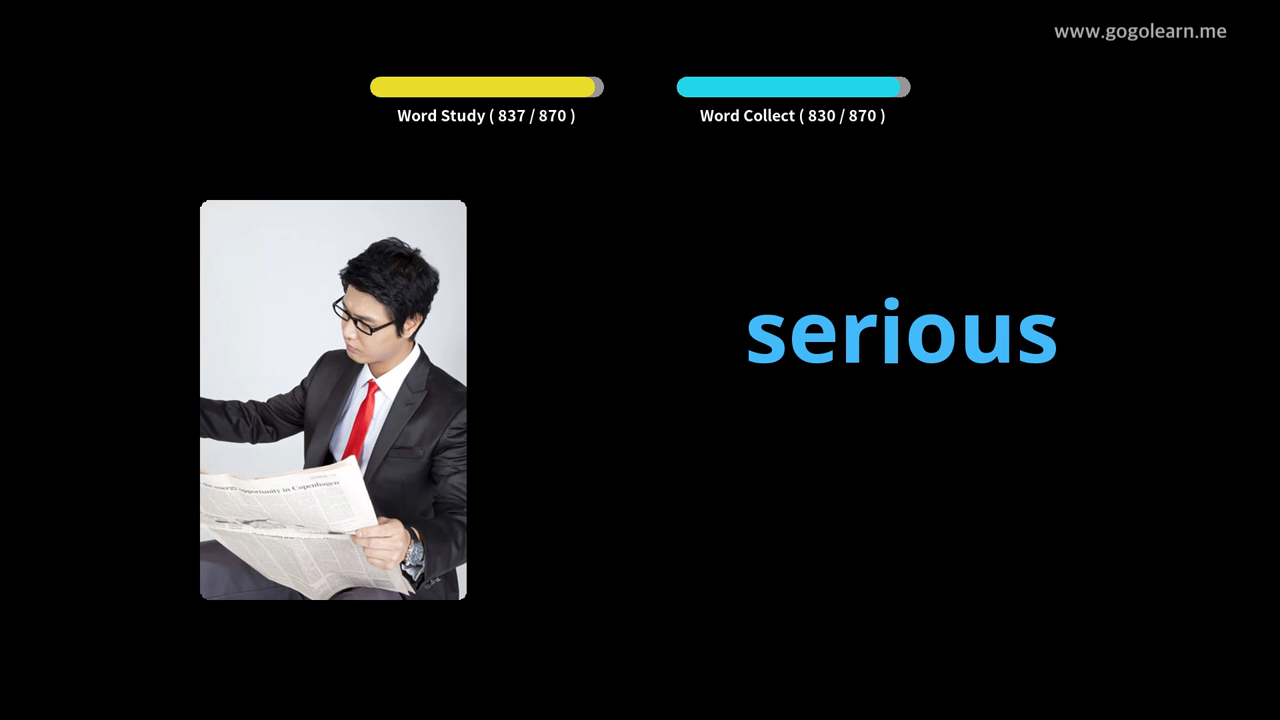 www.gogolearn.me
Word Study ( 837 / 870 )
Word Collect ( 830 / 870 )
serious
opportunity in Copenhagen